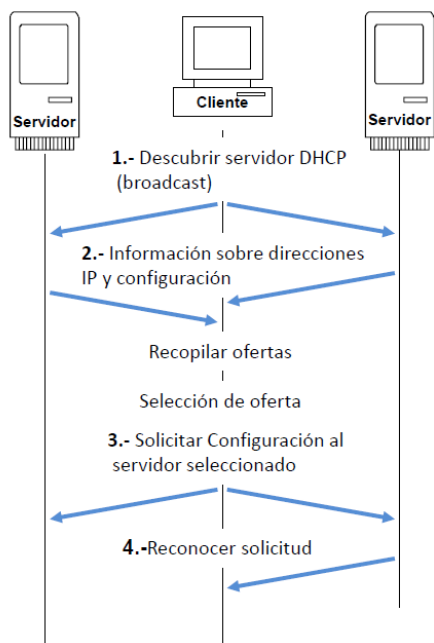 Servidor
Cliente
Servidor
1.- Descubrir servidor DHCP
(broadcast)
2.- Información sobre direcciones
IP y configuración
Recopilar ofertas
Selección de oferta
3.- Solicitar Configuración al
servidor seleccionado
4.-Reconocer solicitud